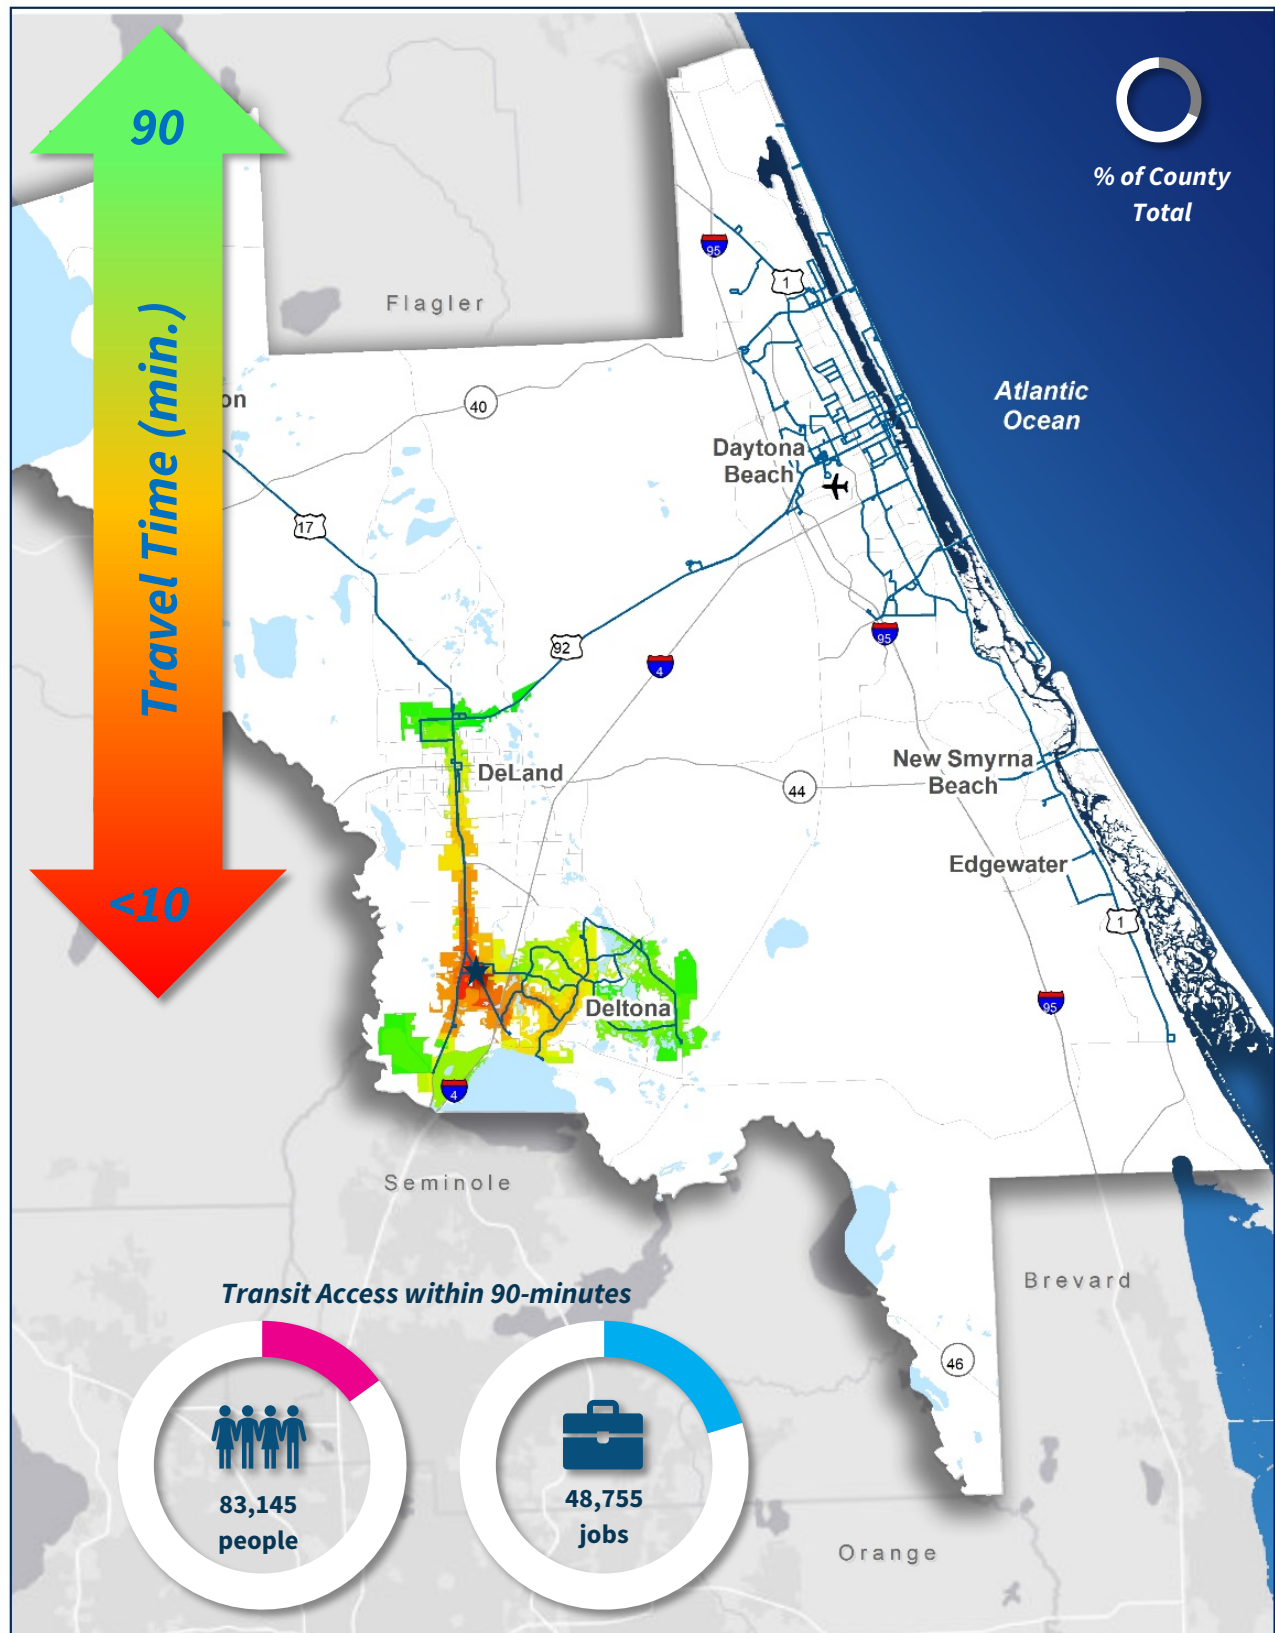 90
Travel Time (min.)
<10
% of County
Total
95
1
Flagler
on
40
Atlantic
Ocean
Daytona
Beach
17
92
4
95
DeLand
New Smyrna
Beach
44
Edgewater
1
Deltona
95
4
Seminole
Brevard
Transit Access within 90-minutes
46
83,145
people
48,755
jobs
Orange